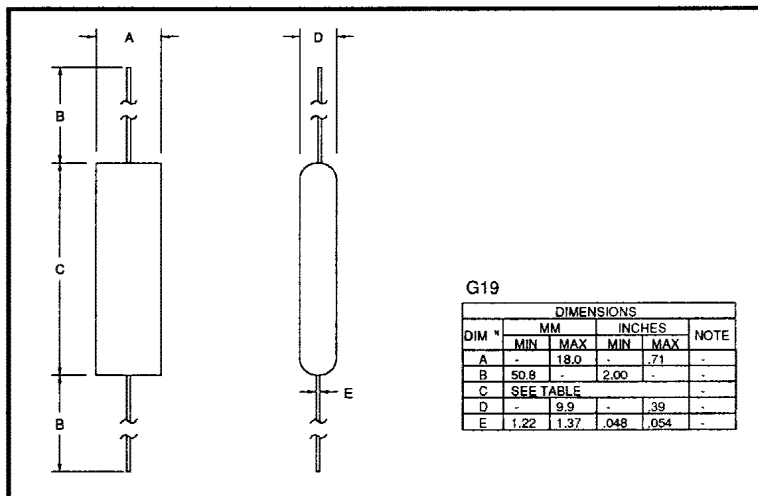 A
D
B
C
B
E
G19
DIMENSIONS
DIM " MM INCHES NOTE
MIN MAX MIN MAX
A - 18.0 - .71 -
B 50.8 - 2.00 - -
C SEE TABLE -
D - 9.9 - .39 -
E 1.22 1.37 .048 .054 -